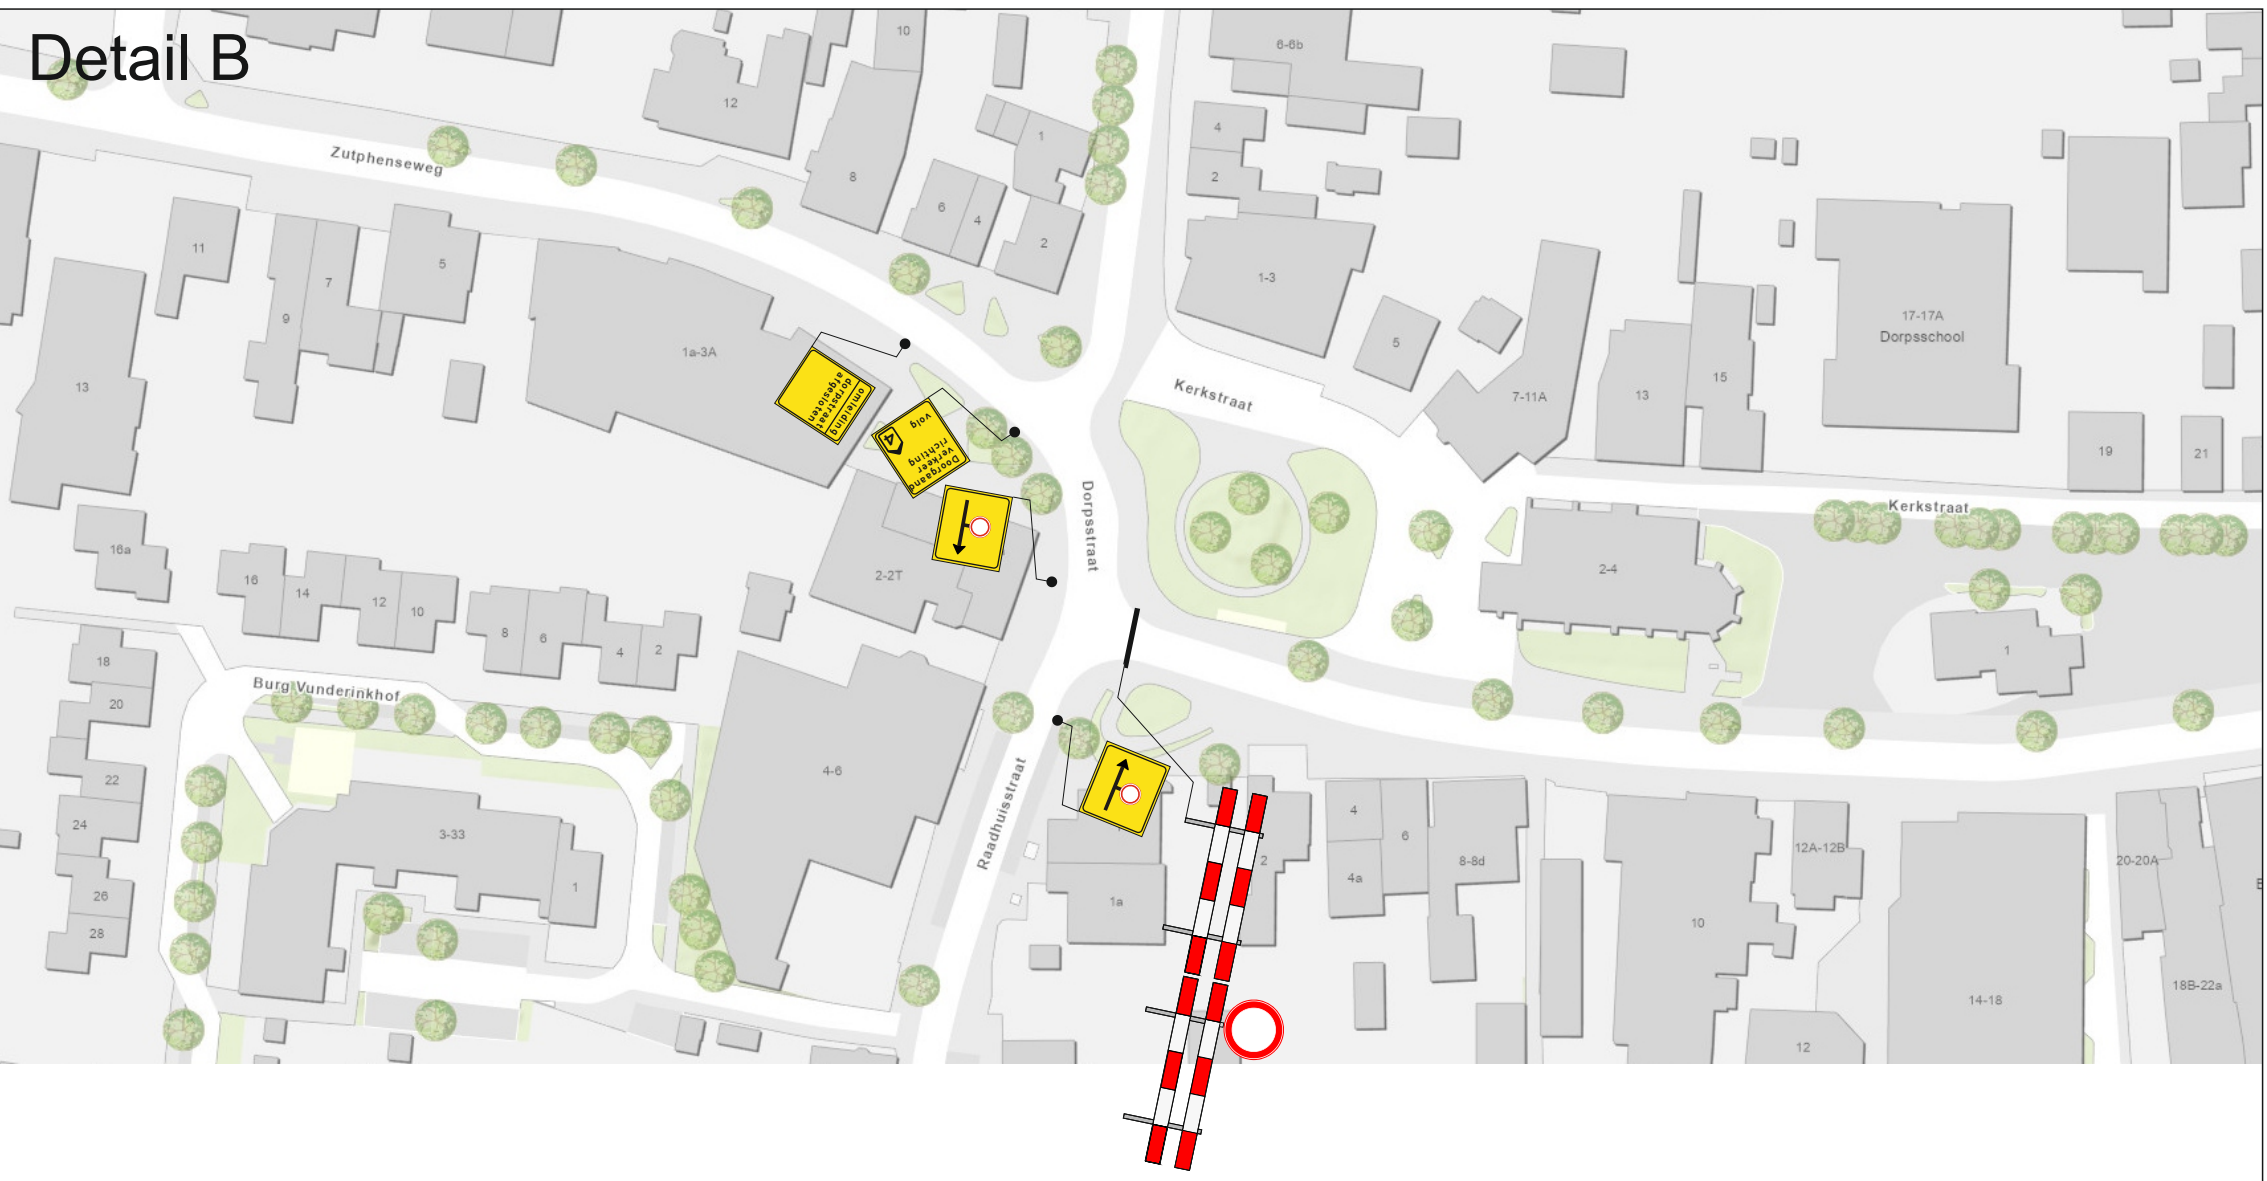 Detail B
10
6-6b
12
4
1
2
8
6
4
2
Zutphenseweg
11
7
5
9
13
1a-3A
1-3
5
7-11A
13
15
17-17A
Dorpsschool
19
21
Kerkstraat
Kerkstraat
omleiding
dorpstraat
afgesloten
Doorgaand
verkeer
richting
volg
4
Dorpsstraat
2-2T
2-4
1
16a
16
14
12
10
8
6
4
2
18
20
Burg Vunderinkhof
22
24
26
28
3-33
1
4-6
Raadhuisstraat
1a
2
4
4a
6
8-8d
10
12A-12B
12
14-18
20-20A
18B-22a